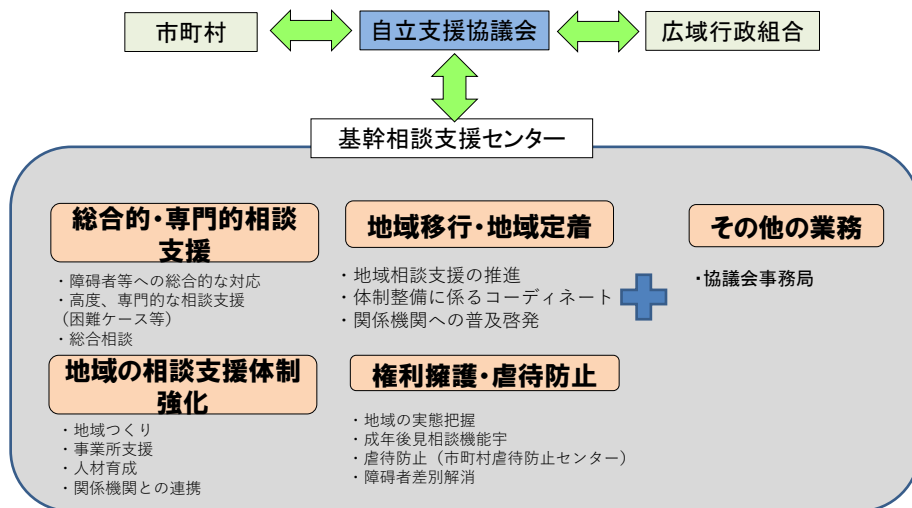 市町村
自立支援協議会
広域行政組合
基幹相談支援センター
総合的・専門的相談
支援
・障碍者等への総合的な対応
・高度、専門的な相談支援
(困難ケース等)
・総合相談
地域移行・地域定着
・地域相談支援の推進
・体制整備に係るコーディネート
・関係機関への普及啓発
その他の業務
・協議会事務局
地域の相談支援体制
強化
・地域つくり
・事業所支援
・人材育成
・関係機関との連携
権利擁護・虐待防止
・地域の実態把握
・成年後見相談機能宇
・虐待防止（市町村虐待防止センター）
・障碍者差別解消